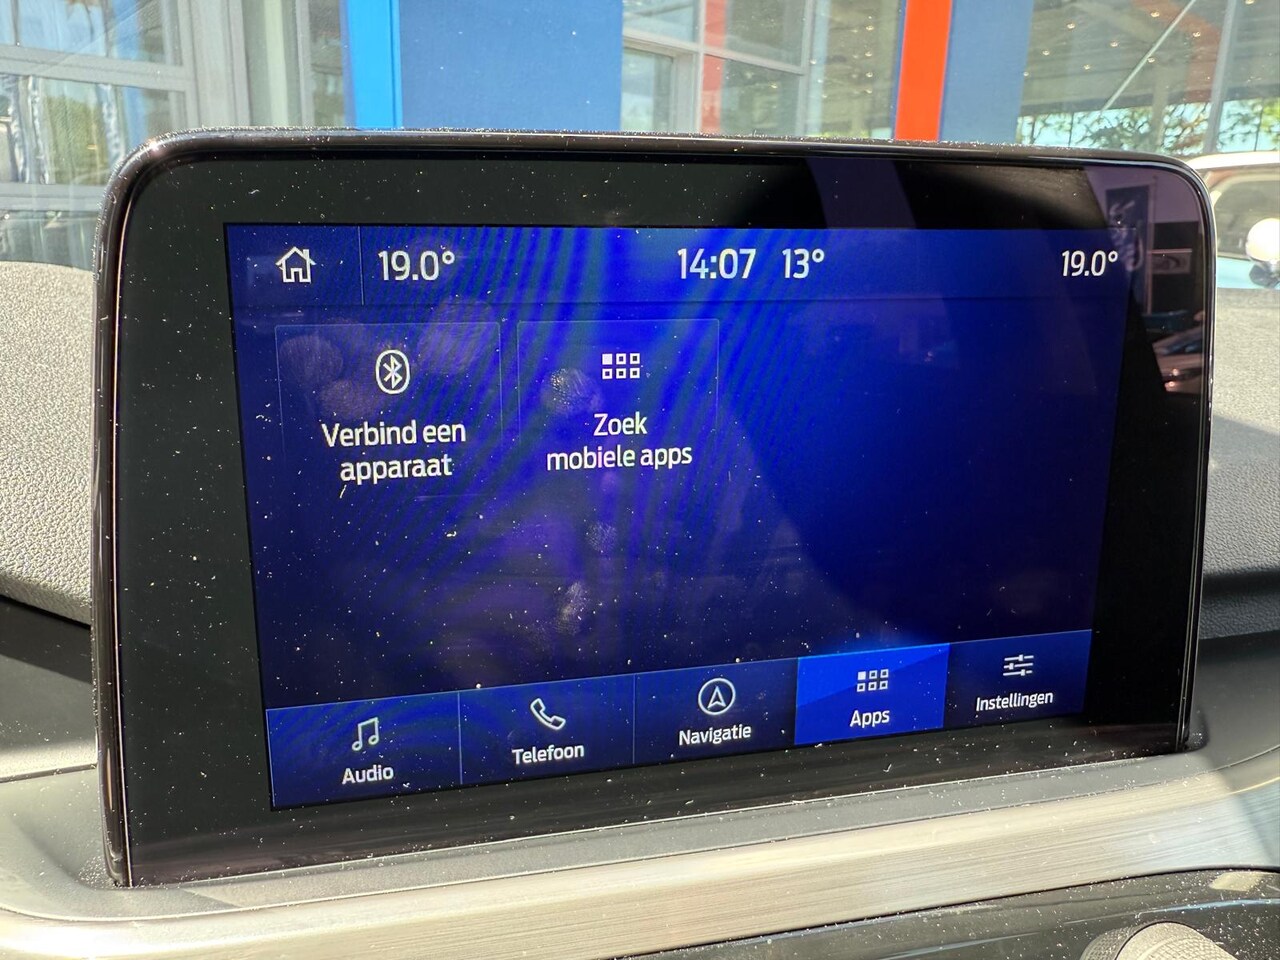 19.0°
14:07 13°
19.0°
Verbind een
apparaat
Zoek
mobiele apps
Audio
Telefoon
Navigatie
Apps
Instellingen